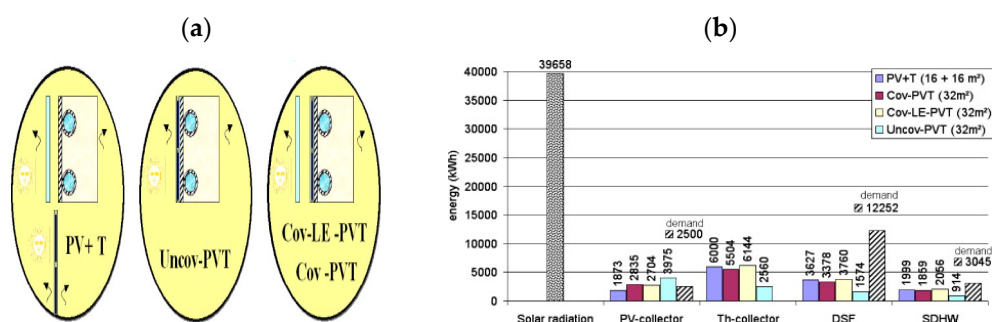 (a)
(b)
PV+ T
Uncov-PVT
Cov-LE -PVT
Cov -PVT
39658
40000
35000
30000
25000
20000
15000
10000
5000
0
energy (kWh)
PV+T (16 + 16 m²)
Cov-PVT (32m²)
Cov-LE-PVT (32m²)
Uncov-PVT (32m²)
demand
2500
demand
12252
demand
3045
1873
2835
2704
3975
6000
5504
6144
2560
3627
3378
3760
1574
1999
1859
2056
914
Solar radiation
PV-collector
Th-collector
DSF
SDHW